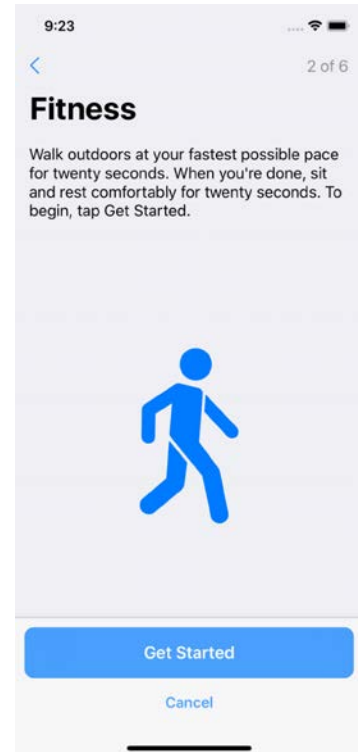 9:23
2 of 6
Fitness
Walk outdoors at your fastest possible pace
for twenty seconds. When you're done, sit
and rest comfortably for twenty seconds. To
begin, tap Get Started.
Get Started
Cancel